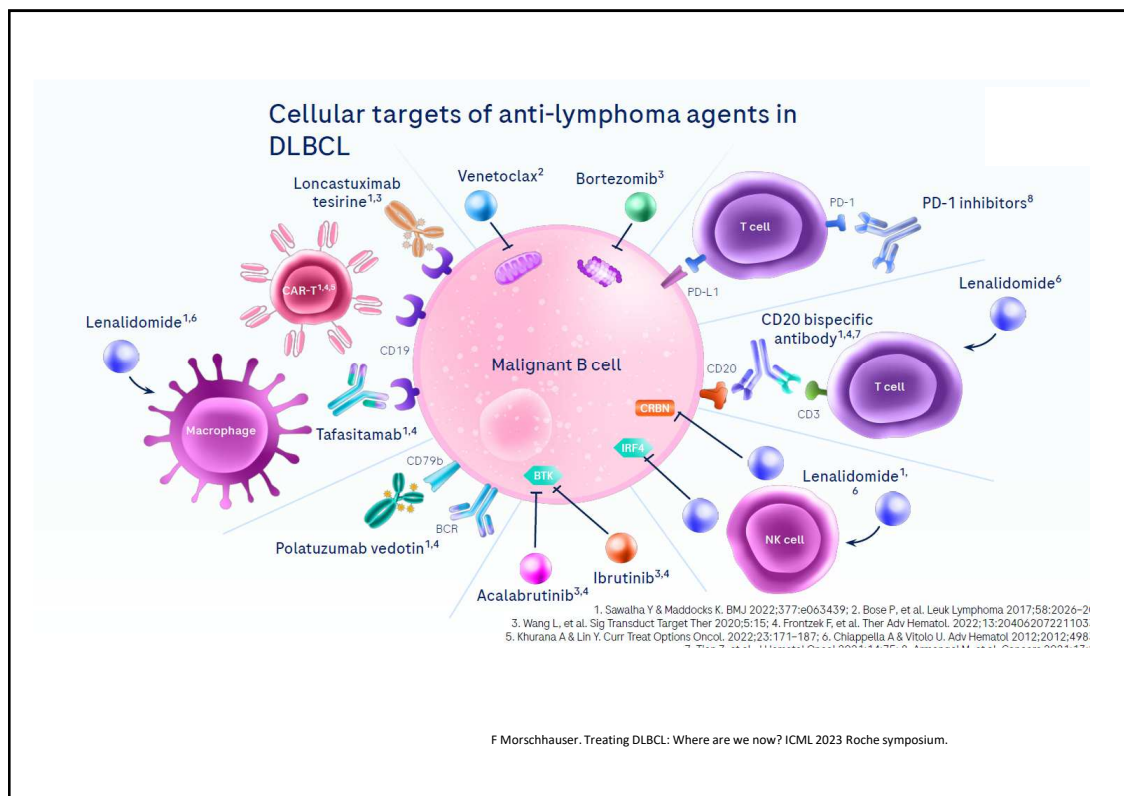 Cellular targets of anti-lymphoma agents in
DLBCL
Loncastuximab
tesirine1,3
Venetoclax2
Bortezomib3
PD-1
PD-1 inhibitors8
T cell
PD-L1
CAR-T1,4,5
Lenalidomide1,6
CD19
Macrophage
Tafasitamab1,4
Malignant B cell
Lenalidomide6
CD20 bispecific
antibody1,4,7
CD20
T cell
CD3
CRBN
IRF4
BTK
CD79b
BCR
Polatuzumab vedotin1,4
Acalabrutinib3,4
Ibrutinib3,4
Lenalidomide1,
6
NK cell
1. Sawalha Y & Maddocks K. BMJ 2022;377:e063439; 2. Bose P, et al. Leuk Lymphoma 2017;58:2026–20
3. Wang L, et al. Sig Transduct Target Ther 2020;5:15; 4. Frontzek F, et al. Ther Adv Hematol. 2022;13:20406207221103
5. Khurana A & Lin Y. Curr Treat Options Oncol. 2022;23:171–187; 6. Chiappella A & Vitolo U. Adv Hematol 2012;2012;498
F Morschhauser. Treating DLBCL: Where are we now? ICML 2023 Roche symposium.